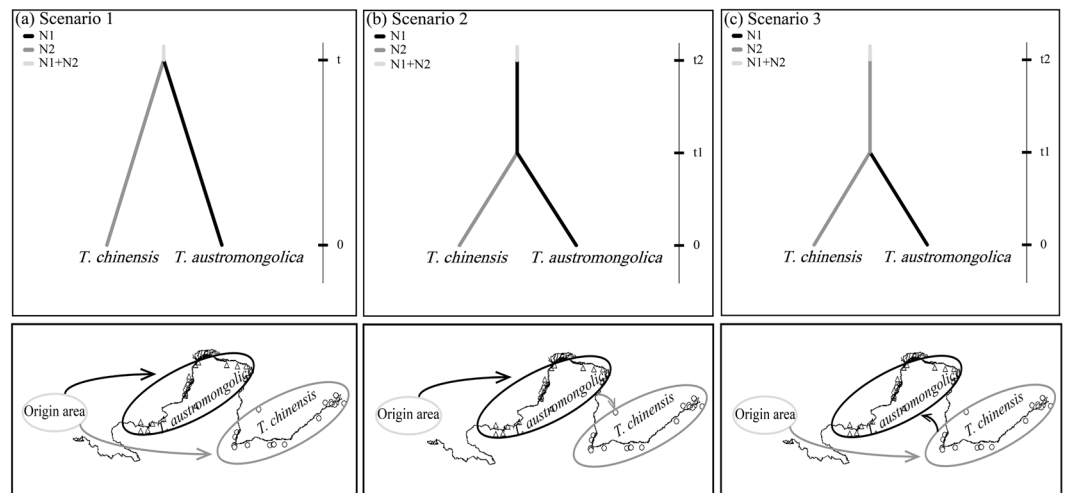 (a) Scenario 1
N1
N2
N1+N2
t
0
T. chinensis T. austromongolica
(b) Scenario 2
N1
N2
N1+N2
t2
t1
0
T. chinensis T. austromongolica
(c) Scenario 3
N1
N2
N1+N2
t2
t1
0
T. chinensis T. austromongolica
Origin area
T. austromongolica
T. chinensis
Origin area
T. austromongolica
T. chinensis
Origin area
T. austromongolica
T. chinensis